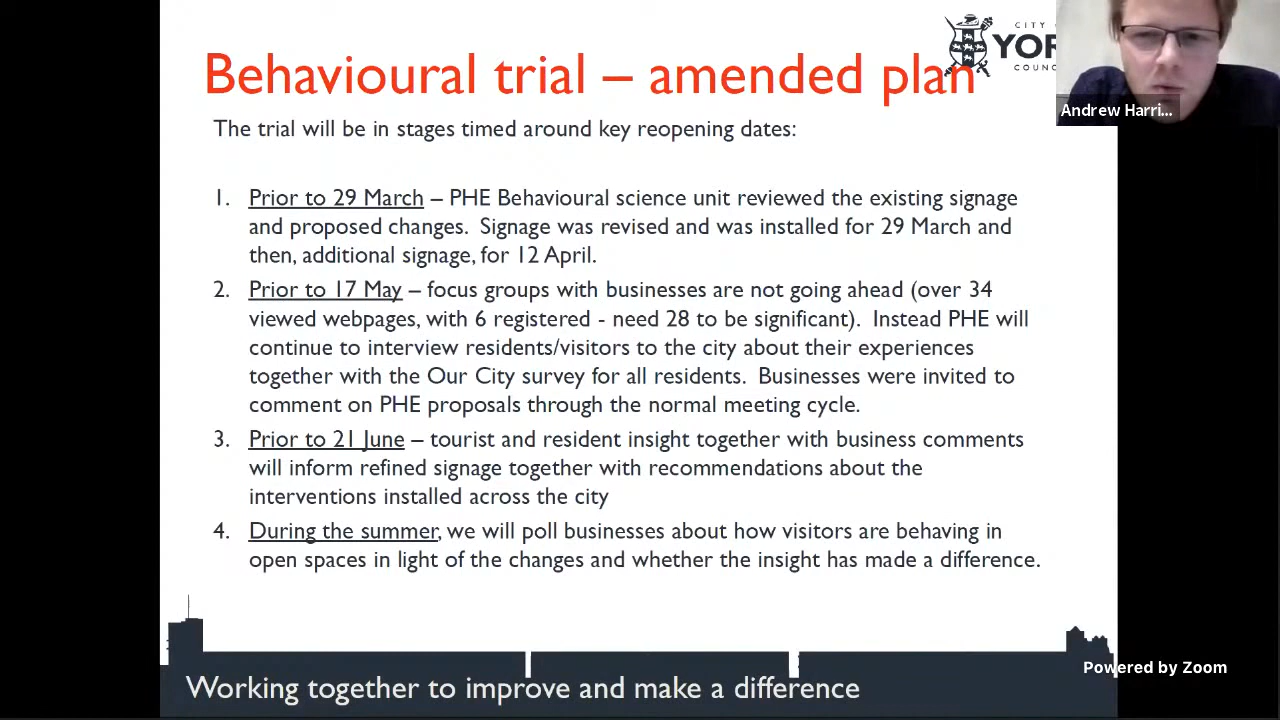 CITY
YOR
COUNC
Behavioural trial – amended plan
Andrew Harri...
The trial will be in stages timed around key reopening dates:
1. Prior to 29 March – PHE Behavioural science unit reviewed the existing signage
and proposed changes. Signage was revised and was installed for 29 March and
then, additional signage, for 12 April.
2. Prior to 17 May – focus groups with businesses are not going ahead (over 34
viewed webpages, with 6 registered - need 28 to be significant). Instead PHE will
continue to interview residents/visitors to the city about their experiences
together with the Our City survey for all residents. Businesses were invited to
comment on PHE proposals through the normal meeting cycle.
3. Prior to 21 June – tourist and resident insight together with business comments
will inform refined signage together with recommendations about the
interventions installed across the city
4. During the summer, we will poll businesses about how visitors are behaving in
open spaces in light of the changes and whether the insight has made a difference.
Powered by Zoom
Working together to improve and make a difference